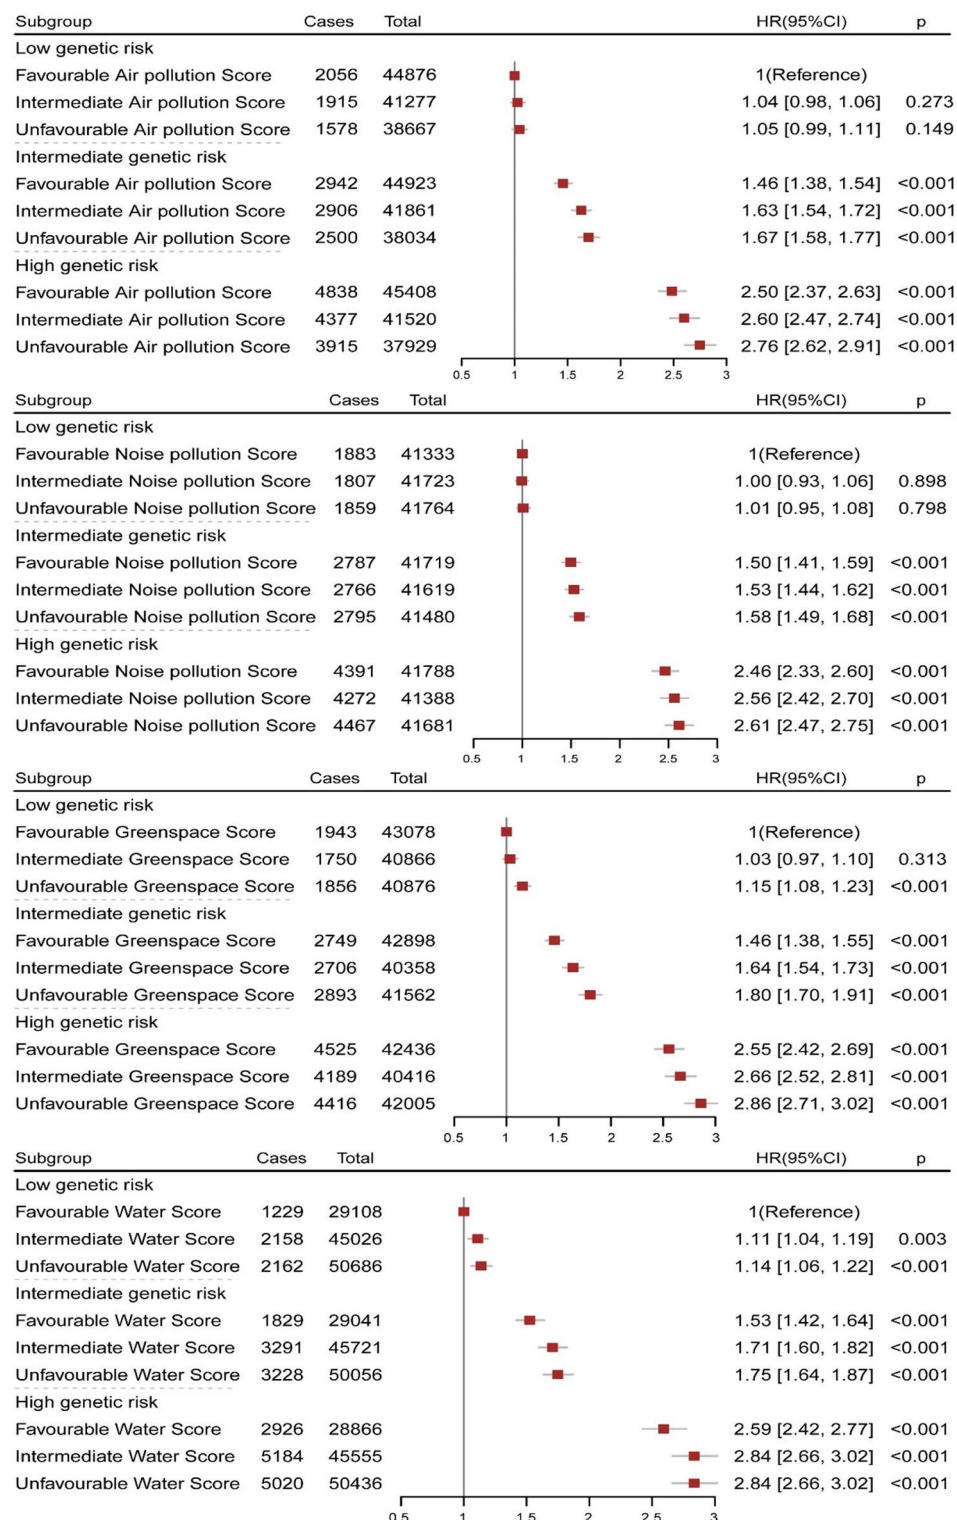 Subgroup Cases Total HR(95%CI) p
Low genetic risk
Favourable Air pollution Score 2056 44876 1(Reference)
Intermediate Air pollution Score 1915 41277 1.04 [0.98, 1.06] 0.273
Unfavourable Air pollution Score 1578 38667 1.05 [0.99, 1.11] 0.149
Intermediate genetic risk
Favourable Air pollution Score 2942 44923 1.46 [1.38, 1.54] <0.001
Intermediate Air pollution Score 2906 41861 1.63 [1.54, 1.72] <0.001
Unfavourable Air pollution Score 2500 38034 1.67 [1.58, 1.77] <0.001
High genetic risk
Favourable Air pollution Score 4838 45408 2.50 [2.37, 2.63] <0.001
Intermediate Air pollution Score 4377 41520 2.60 [2.47, 2.74] <0.001
Unfavourable Air pollution Score 3915 37929 2.76 [2.62, 2.91] <0.001
0.5 1 1.5 2 2.5 3
Subgroup Cases Total HR(95%CI) p
Low genetic risk
Favourable Noise pollution Score 1883 41333 1(Reference)
Intermediate Noise pollution Score 1807 41723 1.00 [0.93, 1.06] 0.898
Unfavourable Noise pollution Score 1859 41764 1.01 [0.95, 1.08] 0.798
Intermediate genetic risk
Favourable Noise pollution Score 2787 41719 1.50 [1.41, 1.59] <0.001
Intermediate Noise pollution Score 2766 41619 1.53 [1.44, 1.62] <0.001
Unfavourable Noise pollution Score 2795 41480 1.58 [1.49, 1.68] <0.001
High genetic risk
Favourable Noise pollution Score 4391 41788 2.46 [2.33, 2.60] <0.001
Intermediate Noise pollution Score 4272 41388 2.56 [2.42, 2.70] <0.001
Unfavourable Noise pollution Score 4467 41681 2.61 [2.47, 2.75] <0.001
0.5 1 1.5 2 2.5 3
Subgroup Cases Total HR(95%CI) p
Low genetic risk
Favourable Greenspace Score 1943 43078 1(Reference)
Intermediate Greenspace Score 1750 40866 1.03 [0.97, 1.10] 0.313
Unfavourable Greenspace Score 1856 40876 1.15 [1.08, 1.23] <0.001
Intermediate genetic risk
Favourable Greenspace Score 2749 42898 1.46 [1.38, 1.55] <0.001
Intermediate Greenspace Score 2706 40358 1.64 [1.54, 1.73] <0.001
Unfavourable Greenspace Score 2893 41562 1.80 [1.70, 1.91] <0.001
High genetic risk
Favourable Greenspace Score 4525 42436 2.55 [2.42, 2.69] <0.001
Intermediate Greenspace Score 4189 40416 2.66 [2.52, 2.81] <0.001
Unfavourable Greenspace Score 4416 42005 2.86 [2.71, 3.02] <0.001
0.5 1 1.5 2 2.5 3
Subgroup Cases Total HR(95%CI) p
Low genetic risk
Favourable Water Score 1229 29108 1(Reference)
Intermediate Water Score 2158 45026 1.11 [1.04, 1.19] 0.003
Unfavourable Water Score 2162 50686 1.14 [1.06, 1.22] <0.001
Intermediate genetic risk
Favourable Water Score 1829 29041 1.53 [1.42, 1.64] <0.001
Intermediate Water Score 3291 45721 1.71 [1.60, 1.82] <0.001
Unfavourable Water Score 3228 50056 1.75 [1.64, 1.87] <0.001
High genetic risk
Favourable Water Score 2926 28866 2.59 [2.42, 2.77] <0.001
Intermediate Water Score 5184 45555 2.84 [2.66, 3.02] <0.001
Unfavourable Water Score 5020 50436 2.84 [2.66, 3.02] <0.001
0.5 1 1.5 2 2.5 3